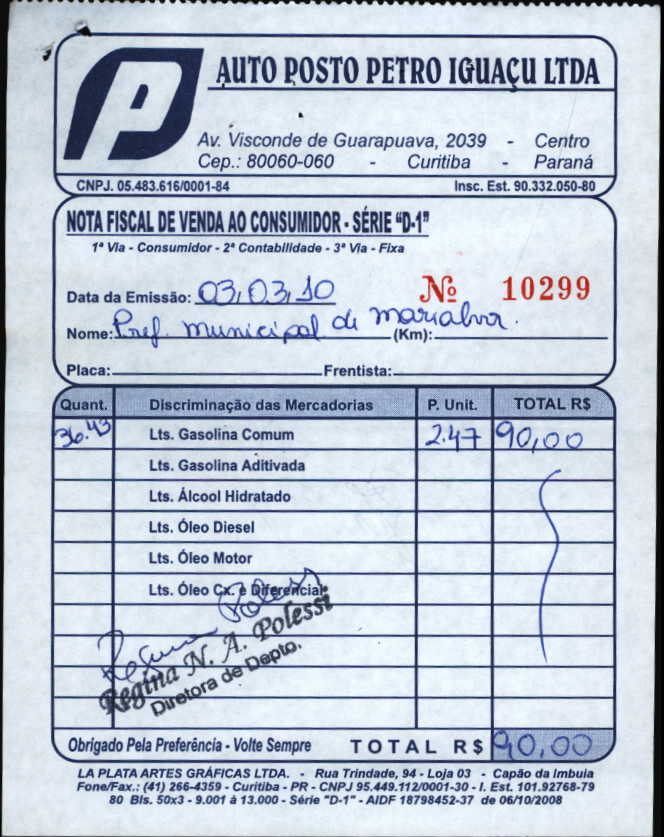 P
AUTO POSTO PETRO IGUAÇU LTDA
Av. Visconde de Guarapuava, 2039 - Centro
Cep.: 80060-060 - Curitiba - Paraná
CNPJ. 05.483.616/0001-84 Insc. Est. 90.332.050-80
NOTA FISCAL DE VENDA AO CONSUMIDOR - SÉRIE "D-1"
1ª Via - Consumidor - 2ª Contabilidade - 3ª Via - Fixa
Data da Emissão: 03,03,10 Nº 10299
Nome: Pref. municipal de marialva. (Km):
Placa: Frentista:
Quant. Discriminação das Mercadorias P. Unit. TOTAL R$
36.43 Lts. Gasolina Comum 2.47 90,00
Lts. Gasolina Aditivada
Lts. Álcool Hidratado
Lts. Óleo Diesel
Lts. Óleo Motor
Lts. Óleo Cx. e Diferencial
Regina Polessi
Regina N. A. Polessi
Diretora de Depto.
Obrigado Pela Preferência - Volte Sempre TOTAL R$ 90,00
LA PLATA ARTES GRÁFICAS LTDA. - Rua Trindade, 94 - Loja 03 - Capão da Imbuia
Fone/Fax.: (41) 266-4359 - Curitiba - PR - CNPJ 95.449.112/0001-30 - I. Est. 101.92768-79
80 Bls. 50x3 - 9.001 à 13.000 - Série "D-1" - AIDF 18798452-37 de 06/10/2008